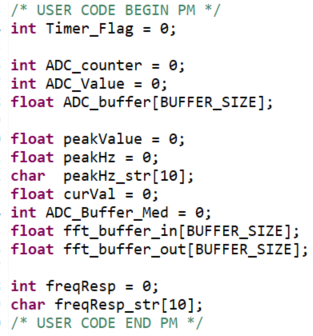 /* USER CODE BEGIN PM */
int Timer_Flag = 0;
int ADC_counter = 0;
int ADC_Value = 0;
float ADC_buffer[BUFFER_SIZE];
float peakValue = 0;
float peakHz = 0;
char  peakHz_str[10];
float curVal = 0;
int ADC_Buffer_Med = 0;
float fft_buffer_in[BUFFER_SIZE];
float fft_buffer_out[BUFFER_SIZE];
int freqResp = 0;
char freqResp_str[10];
/* USER CODE END PM */